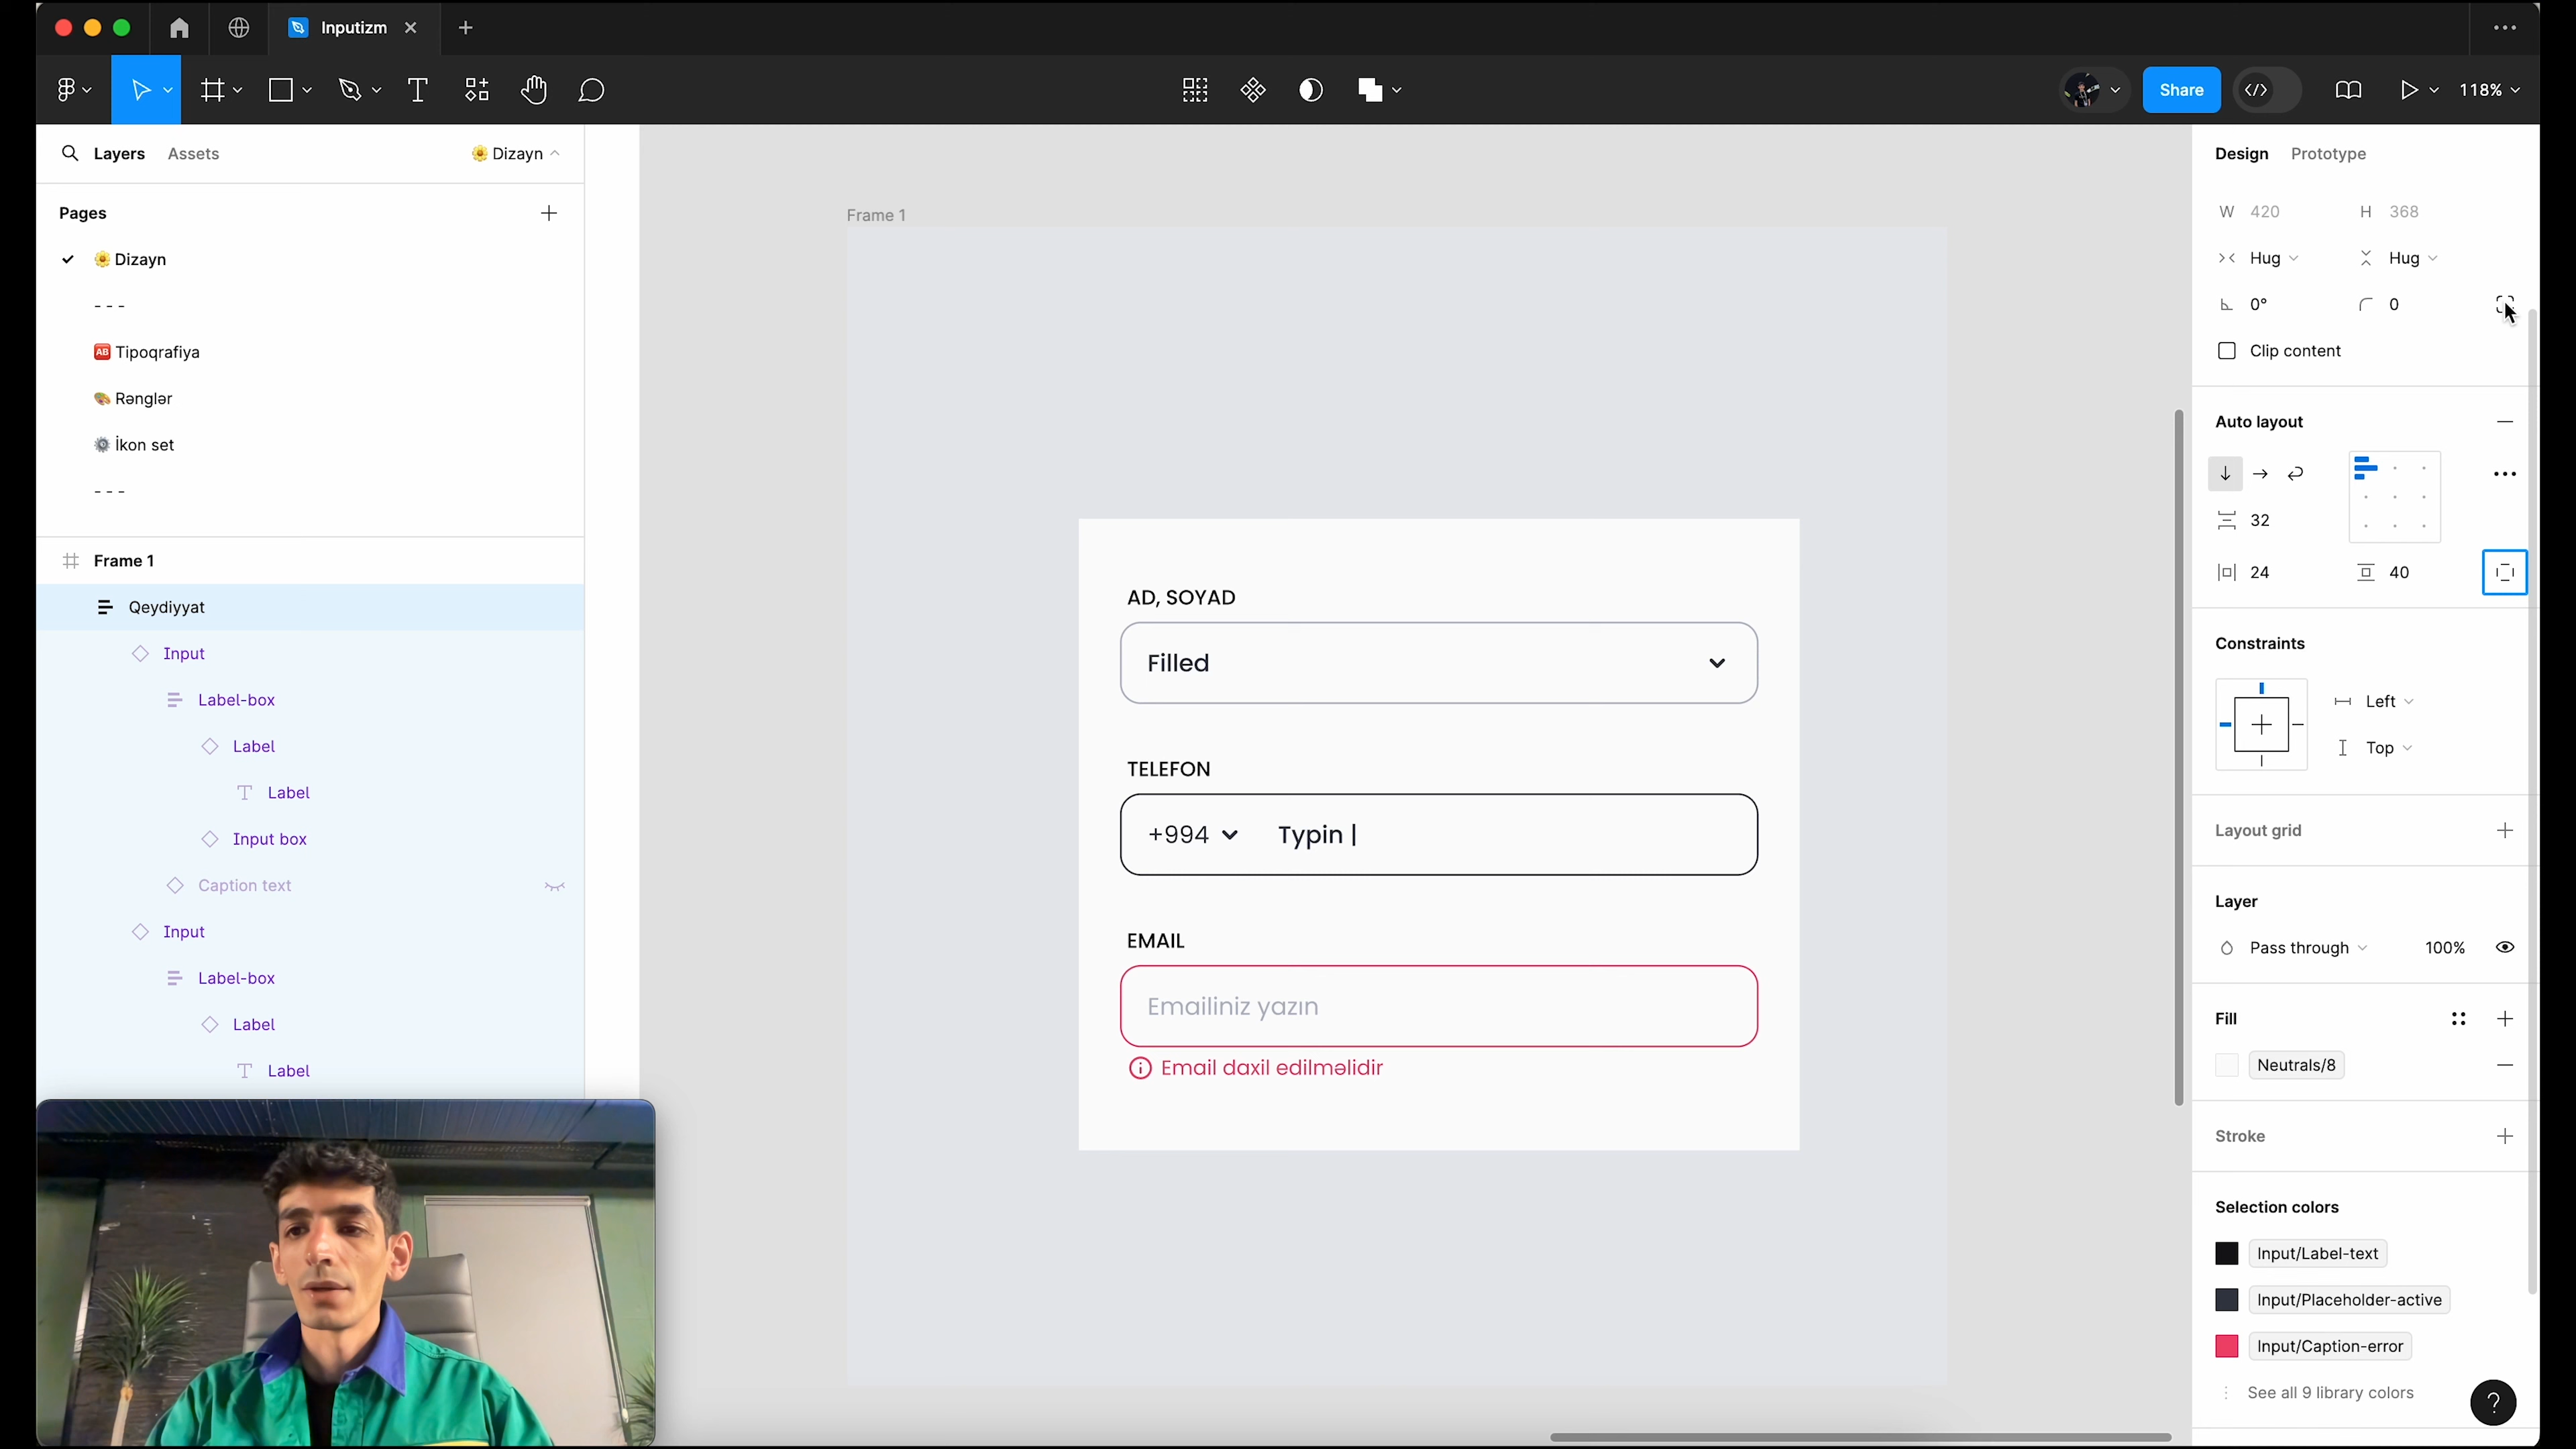 Inputizm
Share
118%
Layers
Assets
🌼 Dizayn
Pages
🌼 Dizayn
- - -
🆎 Tipoqrafiya
🎨 Rənglər
⚙️ İkon set
- - -
Frame 1
Qeydiyyat
Input
Label-box
Label
Label
Input box
Caption text
Input
Label-box
Label
Label
Frame 1
AD, SOYAD
Filled
TELEFON
+994 Typin |
EMAIL
Emailiniz yazın
Email daxil edilməlidir
Design
Prototype
W 420 H 368
Hug Hug
0° 0
Clip content
Auto layout
32
24 40
Constraints
Left
Top
Layout grid
Layer
Pass through 100%
Fill
Neutrals/8
Stroke
Selection colors
Input/Label-text
Input/Placeholder-active
Input/Caption-error
See all 9 library colors
?